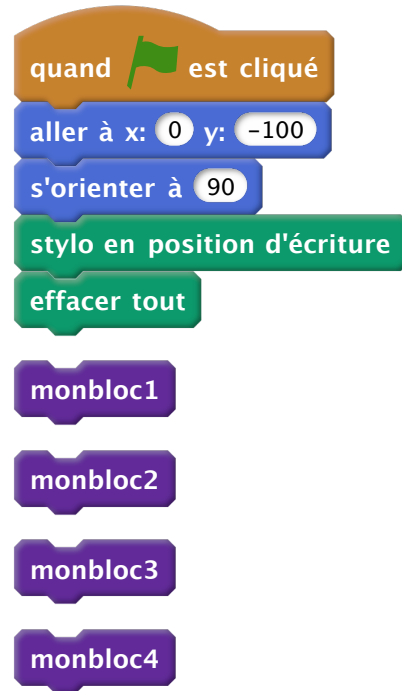 quand est cliqué
aller à x: 0 y: -100
s'orienter à 90
stylo en position d'écriture
effacer tout
monbloc1
monbloc2
monbloc3
monbloc4